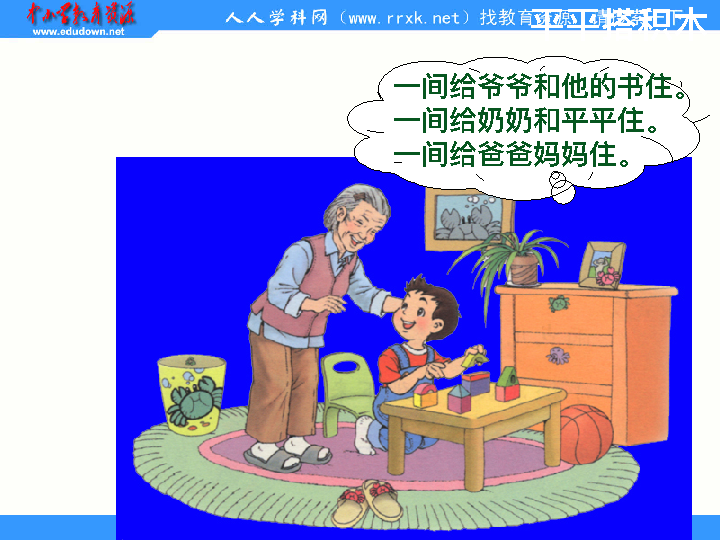 中小学教育资源
www.edudown.net
人人学科网（www.rrxk.net）找教育资源
平平搭积木
一间给爷爷和他的书住。
一间给奶奶和平平住。
一间给爸爸妈妈住。